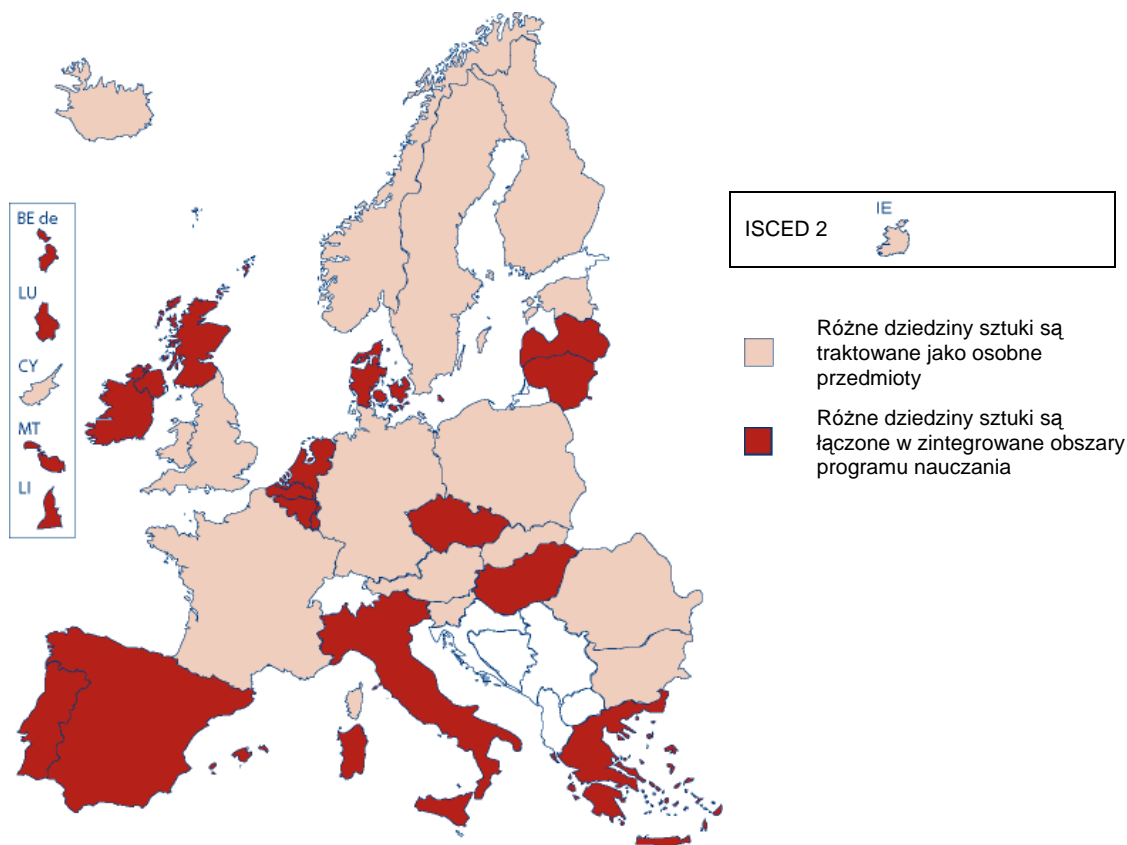 BE de
LU
CY
MT
LI
ISCED 2
IE
Różne dziedziny sztuki są
traktowane jako osobne
przedmioty
Różne dziedziny sztuki są
łączone w zintegrowane obszary
programu nauczania